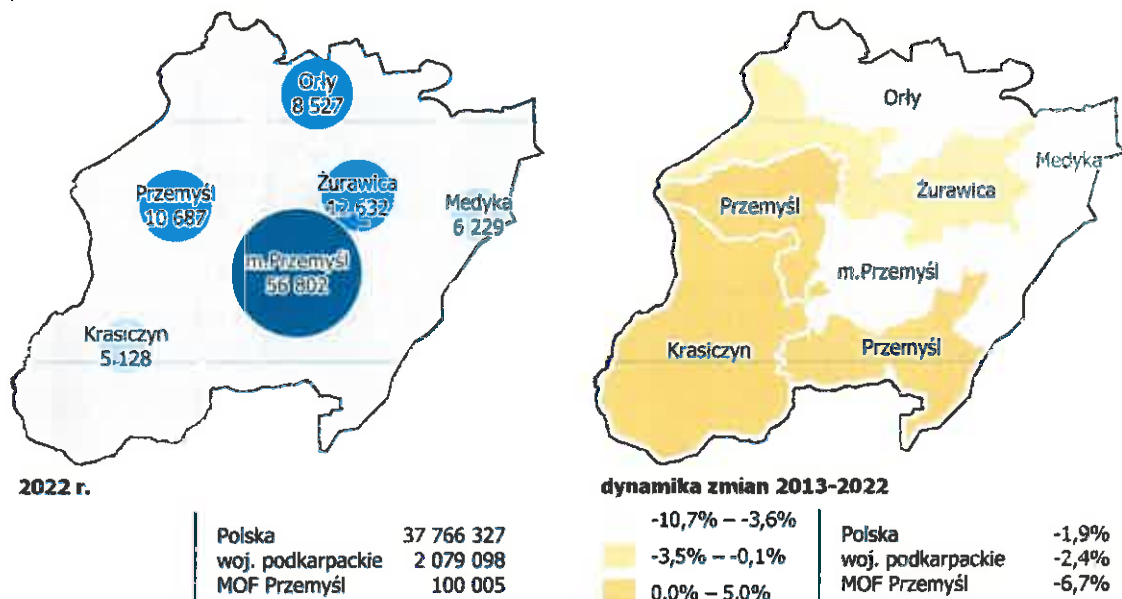 Orły
8 527
Przemyśl
10 687
Żurawica
12 632
Medyka
6 229
m.Przemyśl
56 802
Krasiczyn
5 128
2022 r.
Polska 37 766 327
woj. podkarpackie 2 079 098
MOF Przemyśl 100 005
Orły
Medyka
Żurawica
Przemyśl
m.Przemyśl
Krasiczyn
Przemyśl
dynamika zmian 2013-2022
-10,7% – -3,6%
-3,5% – -0,1%
0,0% – 5,0%
Polska -1,9%
woj. podkarpackie -2,4%
MOF Przemyśl -6,7%